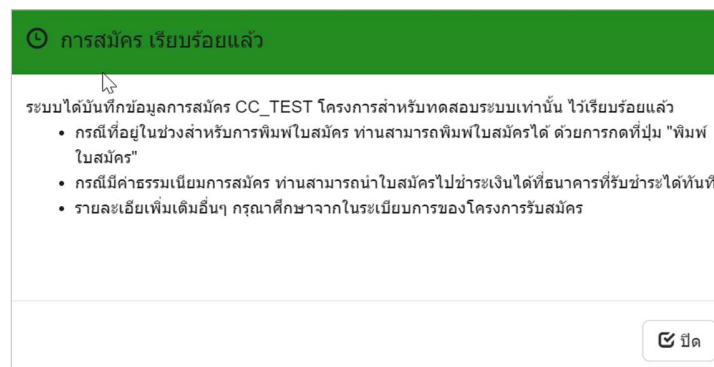 การสมัคร เรียบร้อยแล้ว
ระบบได้บันทึกข้อมูลการสมัคร CC_TEST โครงการสำหรับทดสอบระบบเท่านั้น ไว้เรียบร้อยแล้ว
• กรณีที่อยู่ในช่วงสำหรับการพิมพ์ใบสมัคร ท่านสามารถพิมพ์ใบสมัครได้ ด้วยการกดที่ปุ่ม "พิมพ์
ใบสมัคร"
• กรณีมีค่าธรรมเนียมการสมัคร ท่านสามารถนำใบสมัครไปชำระเงินได้ที่ธนาคารที่รับชำระได้ทันที
• รายละเอียเพิ่มเติมอื่นๆ กรุณาศึกษาจากในระเบียบการของโครงการรับสมัคร
ปิด